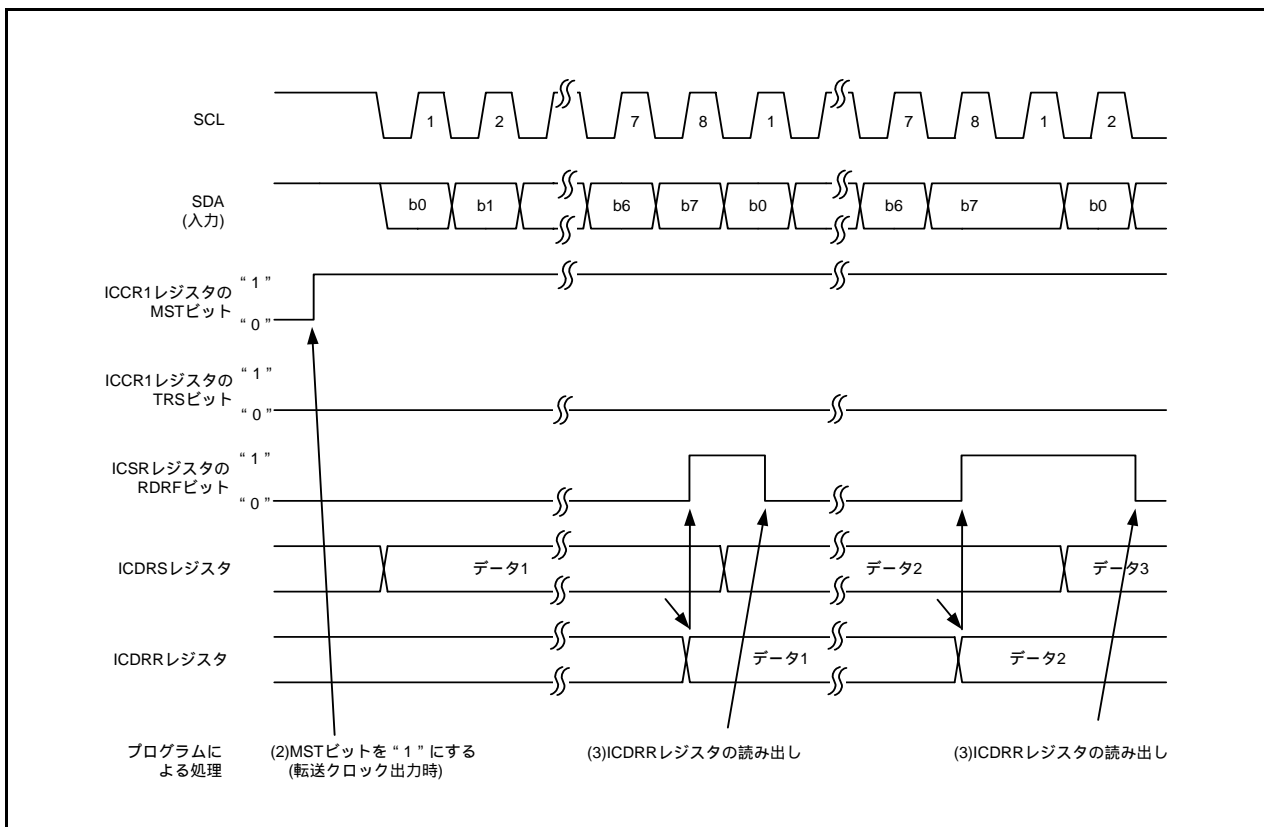 SCL
1 2 7 8 1 7 8 1 2
SDA
(入力)
b0 b1 b6 b7 b0 b6 b7 b0
ICCR1レジスタの
MSTビット
“ 1 ”
“ 0 ”
ICCR1レジスタの
TRSビット
“ 1 ”
“ 0 ”
ICSRレジスタの
RDRFビット
“ 1 ”
“ 0 ”
ICDRSレジスタ
データ1 データ2 データ3
ICDRRレジスタ
データ1 データ2
プログラムに
よる処理
(2)MSTビットを “ 1 ” にする
(転送クロック出力時)
(3)ICDRRレジスタの読み出し
(3)ICDRRレジスタの読み出し